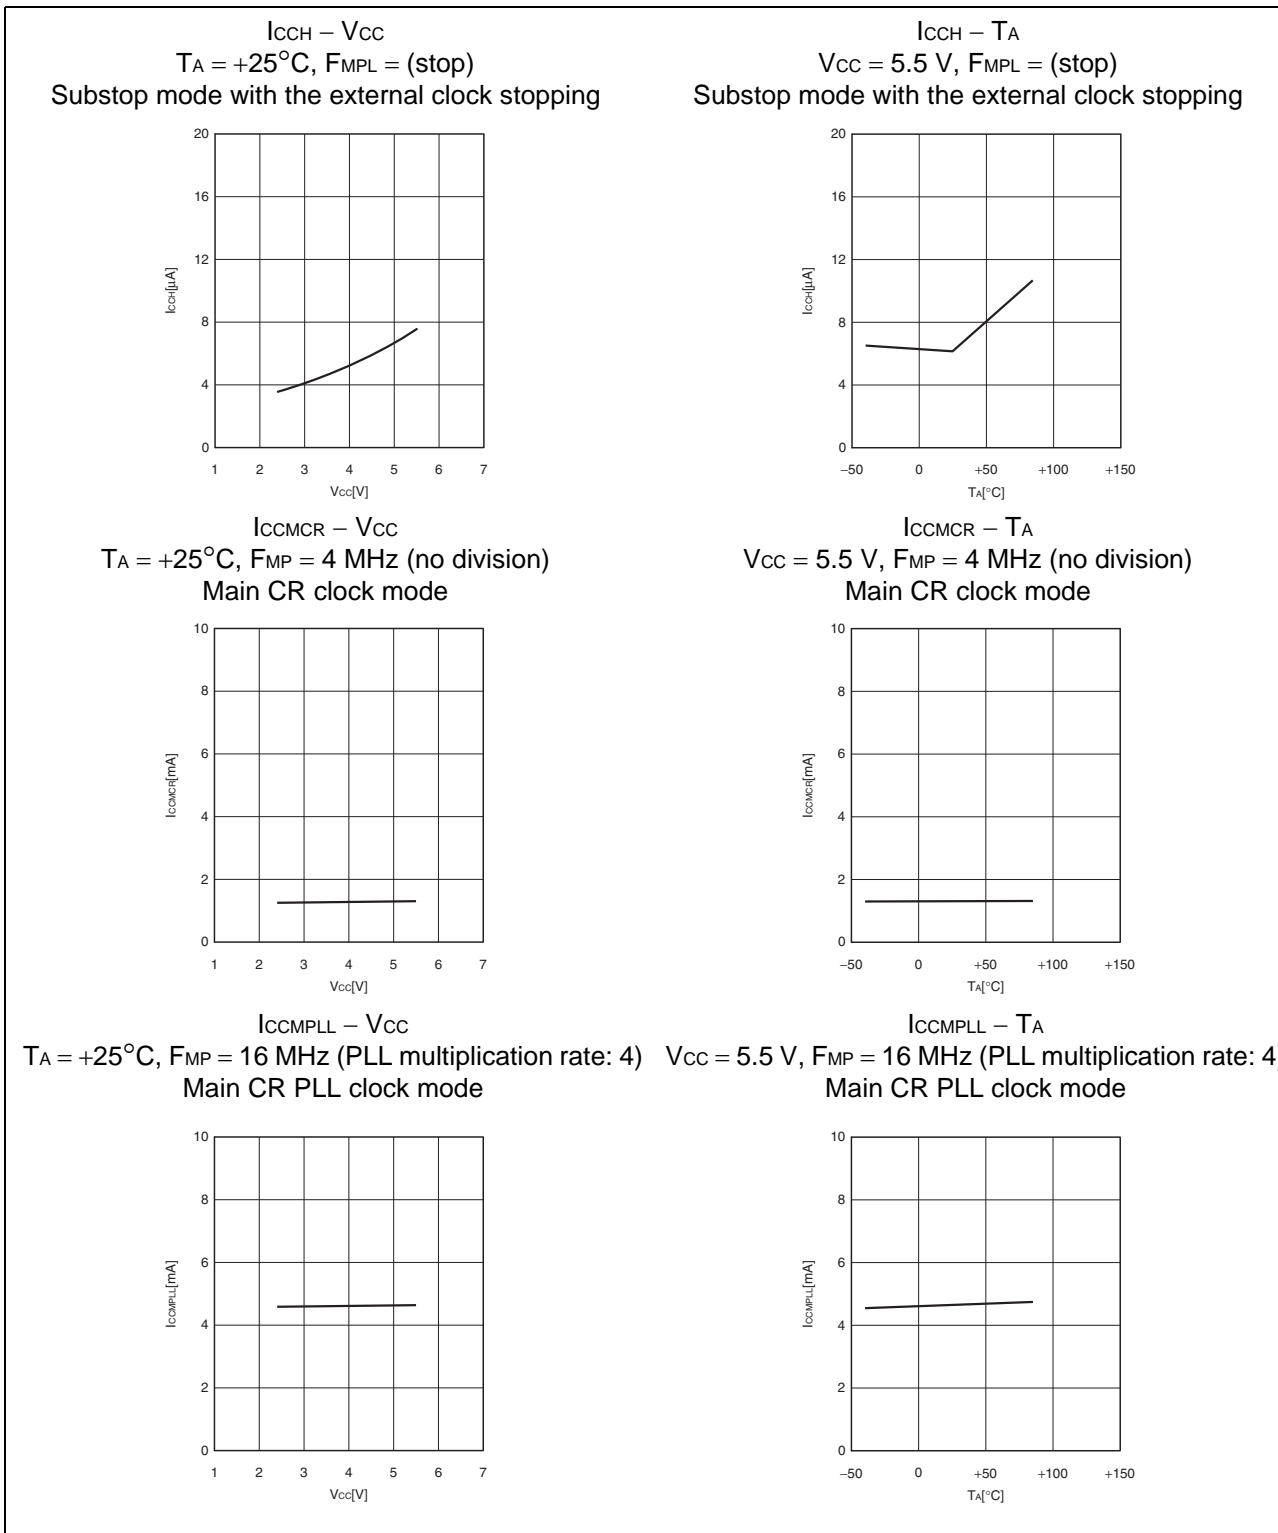 ICCH − VCC
TA = +25°C, FMPL = (stop)
Substop mode with the external clock stopping
20
16
12
8
4
0
ICCH[μA]
1 2 3 4 5 6 7
VCC[V]
ICCH − TA
VCC = 5.5 V, FMPL = (stop)
Substop mode with the external clock stopping
20
16
12
8
4
0
ICCH[μA]
−50 0 +50 +100 +150
TA[°C]
ICCMCR − VCC
TA = +25°C, FMP = 4 MHz (no division)
Main CR clock mode
10
8
6
4
2
0
ICCMCR[mA]
1 2 3 4 5 6 7
VCC[V]
ICCMCR − TA
VCC = 5.5 V, FMP = 4 MHz (no division)
Main CR clock mode
10
8
6
4
2
0
ICCMCR[mA]
−50 0 +50 +100 +150
TA[°C]
ICCMPLL − VCC
TA = +25°C, FMP = 16 MHz (PLL multiplication rate: 4)
Main CR PLL clock mode
10
8
6
4
2
0
ICCMPLL[mA]
1 2 3 4 5 6 7
VCC[V]
ICCMPLL − TA
VCC = 5.5 V, FMP = 16 MHz (PLL multiplication rate: 4)
Main CR PLL clock mode
10
8
6
4
2
0
ICCMPLL[mA]
−50 0 +50 +100 +150
TA[°C]